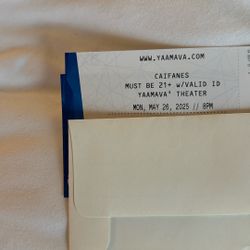 WWW.YAAMAVA.COM
CAIFANES
MUST BE 21+ w/VALID ID
YAAMAVA' THEATER
MON, MAY 26, 2025 // 8PM